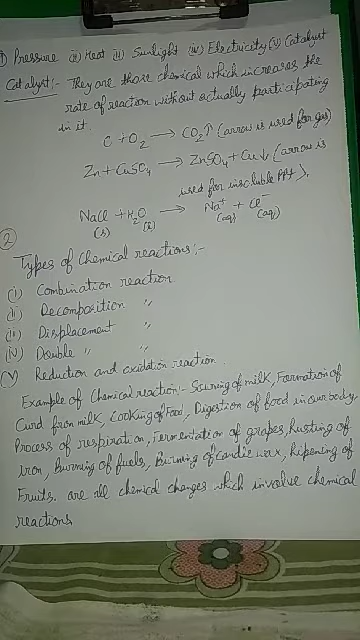 (i) Pressure (ii) Heat (iii) Sunlight (iv) Electricity (v) Catalyst
Catalyst:- They are those chemical which increases the
rate of reaction without actually participating
in it.
C + O₂ → CO₂↑ (arrow is used for gas)
Zn + CuSO₄ → ZnSO₄ + Cu↓ (arrow is
used for insoluble ppt)
NaCl + H₂O → Na⁺ + Cl⁻
(s) (l) (aq) (aq)
②
Types of Chemical reactions:-
(i) Combination reaction
(ii) Decomposition "
(iii) Displacement "
(iv) Double " "
(v) Reduction and oxidation reaction.
Example of Chemical reaction:- Souring of milk, Formation of
Curd from milk, Cooking of Food, Digestion of food in our body,
Process of respiration, Fermentation of grapes, Rusting of
iron, Burning of fuels, Burning of candle wax, Ripening of
Fruits. are all chemical changes which involve chemical
reactions